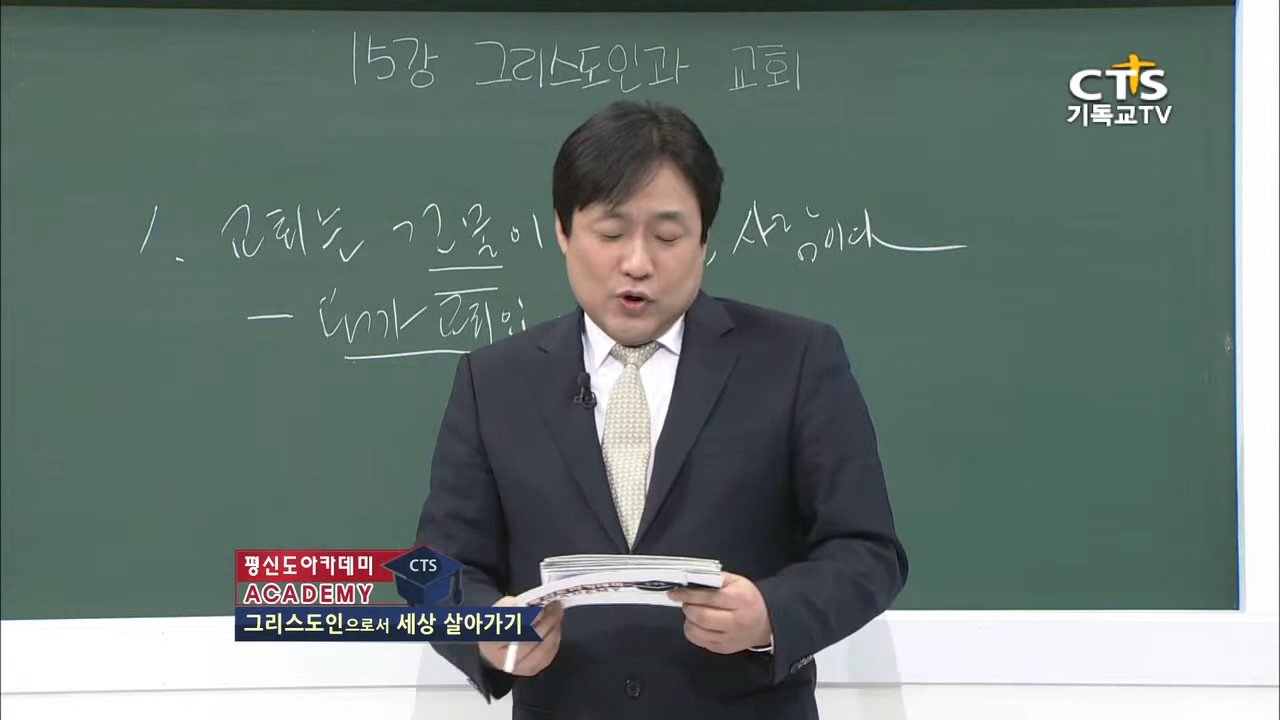 15강 그리스도인과 교회
CTS
기독교TV
1. 교회는 건물이 , 사람이다
- 내가 교회입
평신도아카데미
CTS
ACADEMY
그리스도인으로서 세상 살아가기
ACADEMY